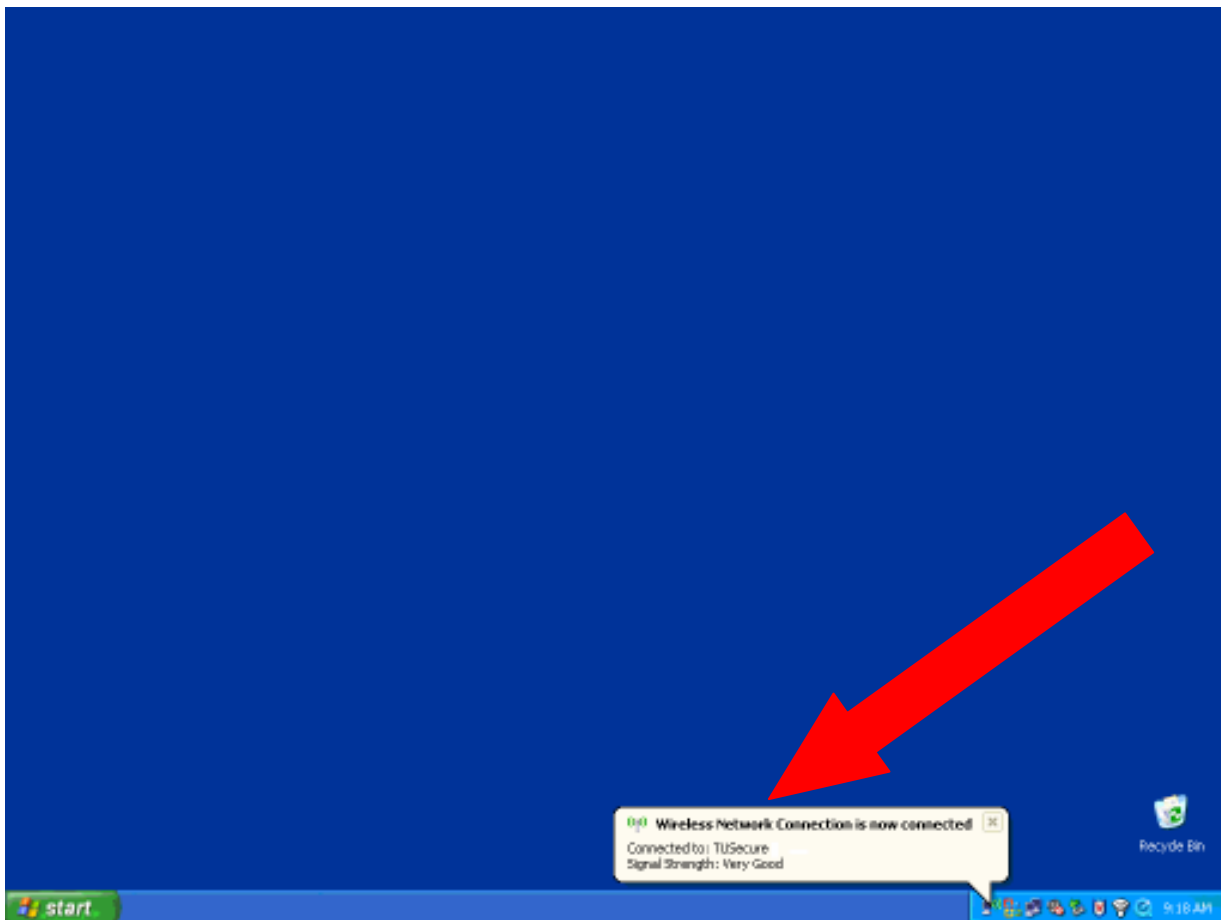 Wireless Network Connection is now connected
Connected to: TUSecure
Signal Strength: Very Good
Recycle Bin
start
9:18 AM